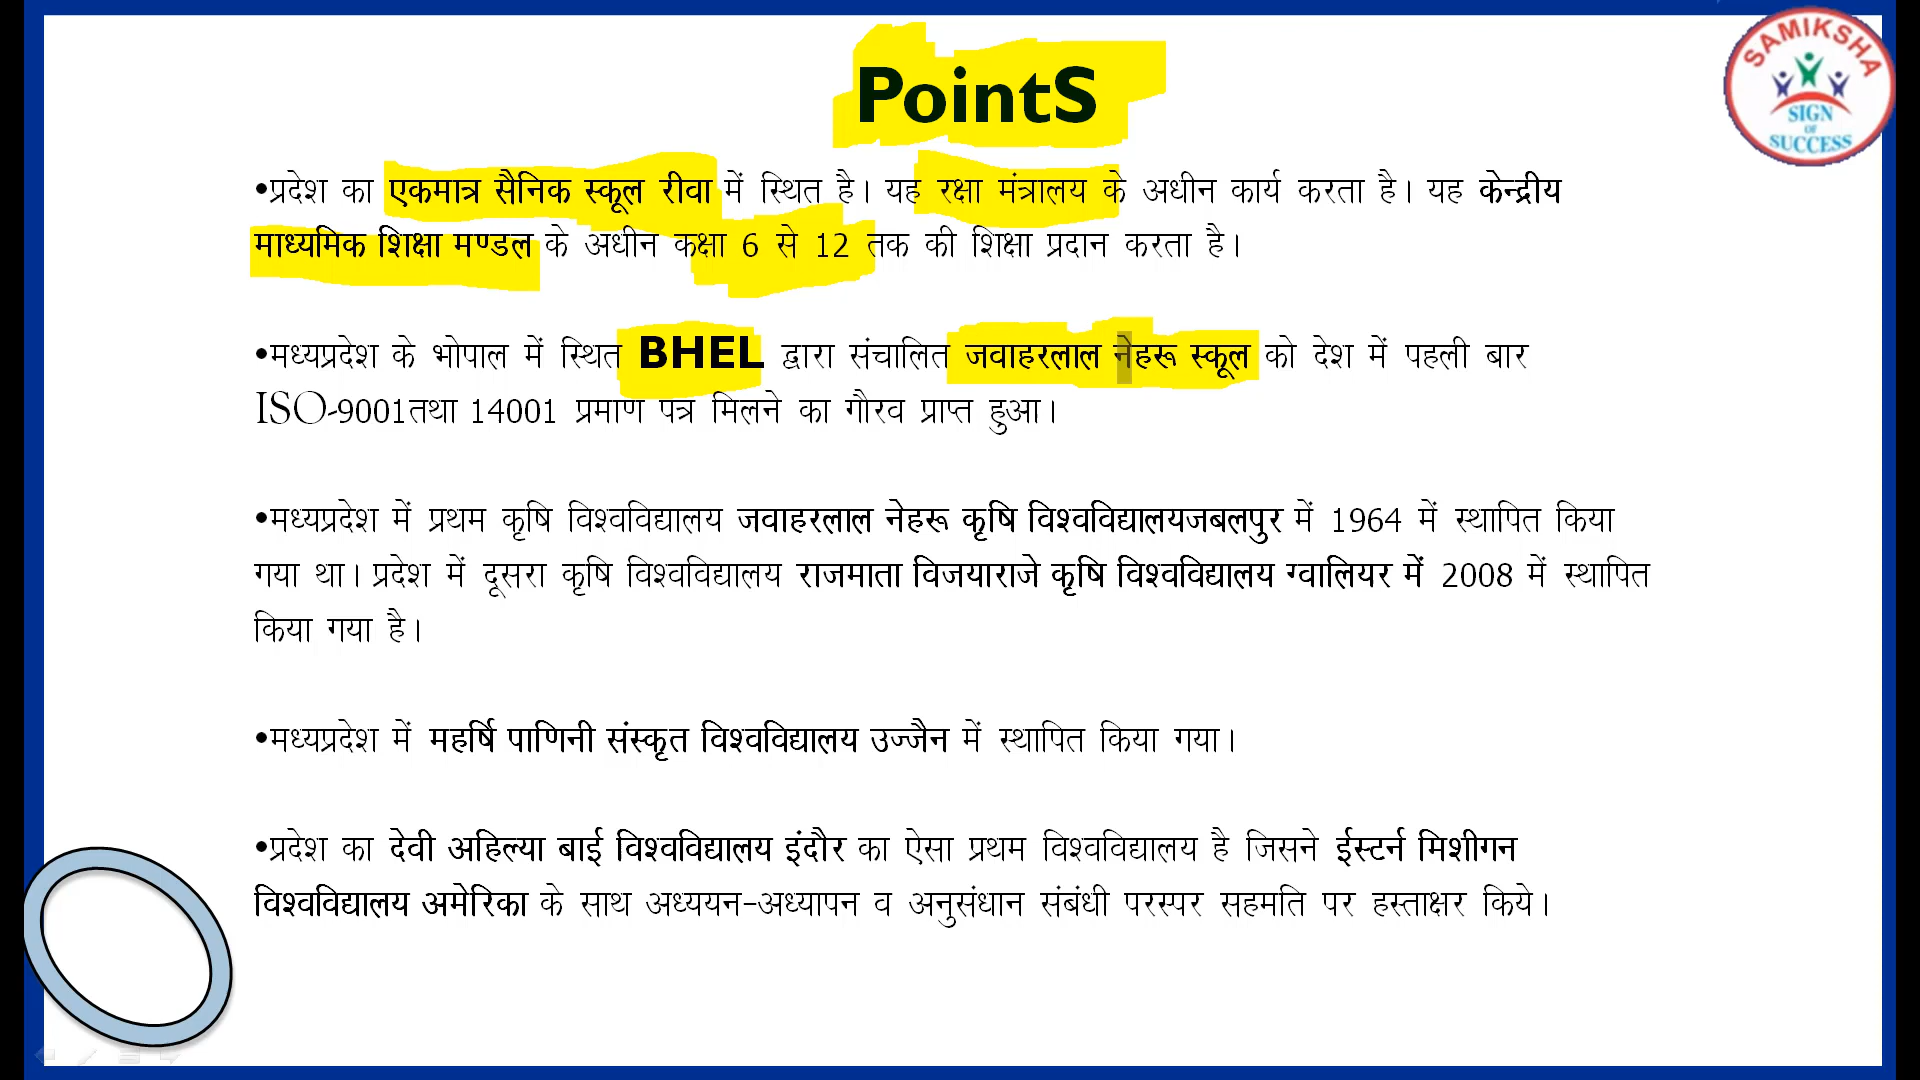 SAMIKSHA
SIGN
OF
SUCCESS
PointS
•प्रदेश का एकमात्र सैनिक स्कूल रीवा में स्थित है। यह रक्षा मंत्रालय के अधीन कार्य करता है। यह केन्द्रीय
माध्यमिक शिक्षा मण्डल के अधीन कक्षा 6 से 12 तक की शिक्षा प्रदान करता है।
•मध्यप्रदेश के भोपाल में स्थित BHEL द्वारा संचालित जवाहरलाल नेहरू स्कूल को देश में पहली बार
ISO-9001तथा 14001 प्रमाण पत्र मिलने का गौरव प्राप्त हुआ।
•मध्यप्रदेश में प्रथम कृषि विश्वविद्यालय जवाहरलाल नेहरू कृषि विश्वविद्यालयजबलपुर में 1964 में स्थापित किया
गया था। प्रदेश में दूसरा कृषि विश्वविद्यालय राजमाता विजयाराजे कृषि विश्वविद्यालय ग्वालियर में 2008 में स्थापित
किया गया है।
•मध्यप्रदेश में महर्षि पाणिनी संस्कृत विश्वविद्यालय उज्जैन में स्थापित किया गया।
•प्रदेश का देवी अहिल्या बाई विश्वविद्यालय इंदौर का ऐसा प्रथम विश्वविद्यालय है जिसने ईस्टर्न मिशीगन
विश्वविद्यालय अमेरिका के साथ अध्ययन-अध्यापन व अनुसंधान संबंधी परस्पर सहमति पर हस्ताक्षर किये।